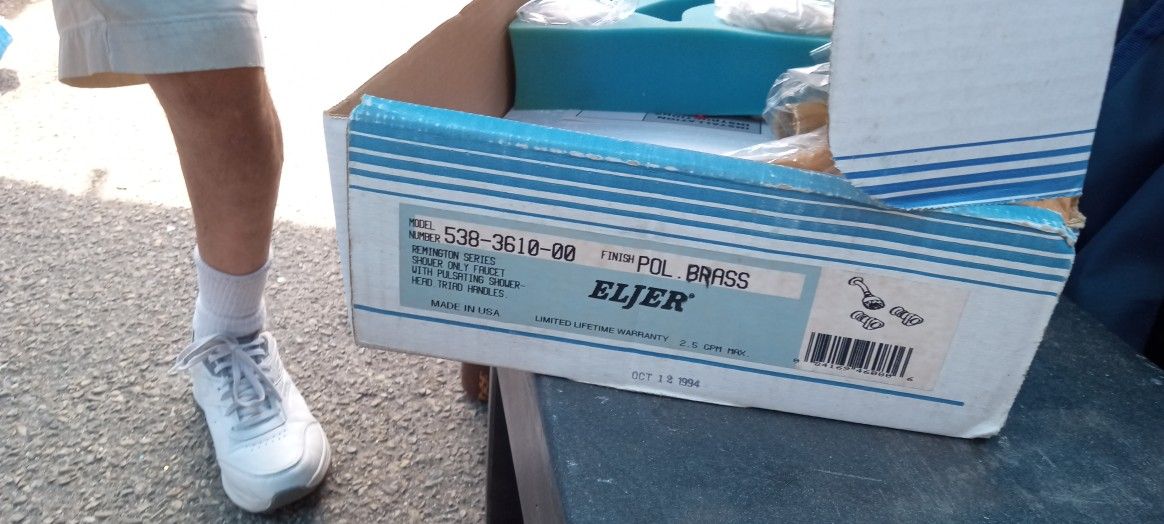 MODEL
NUMBER 538-3610-00 FINISH POL. BRASS
REMINGTON SERIES
SHOWER ONLY FAUCET
WITH PULSATING SHOWER-
HEAD TRIAD HANDLES.
ELJER®
MADE IN USA
LIMITED LIFETIME WARRANTY 2.5 GPM MAX.
OCT 12 1994